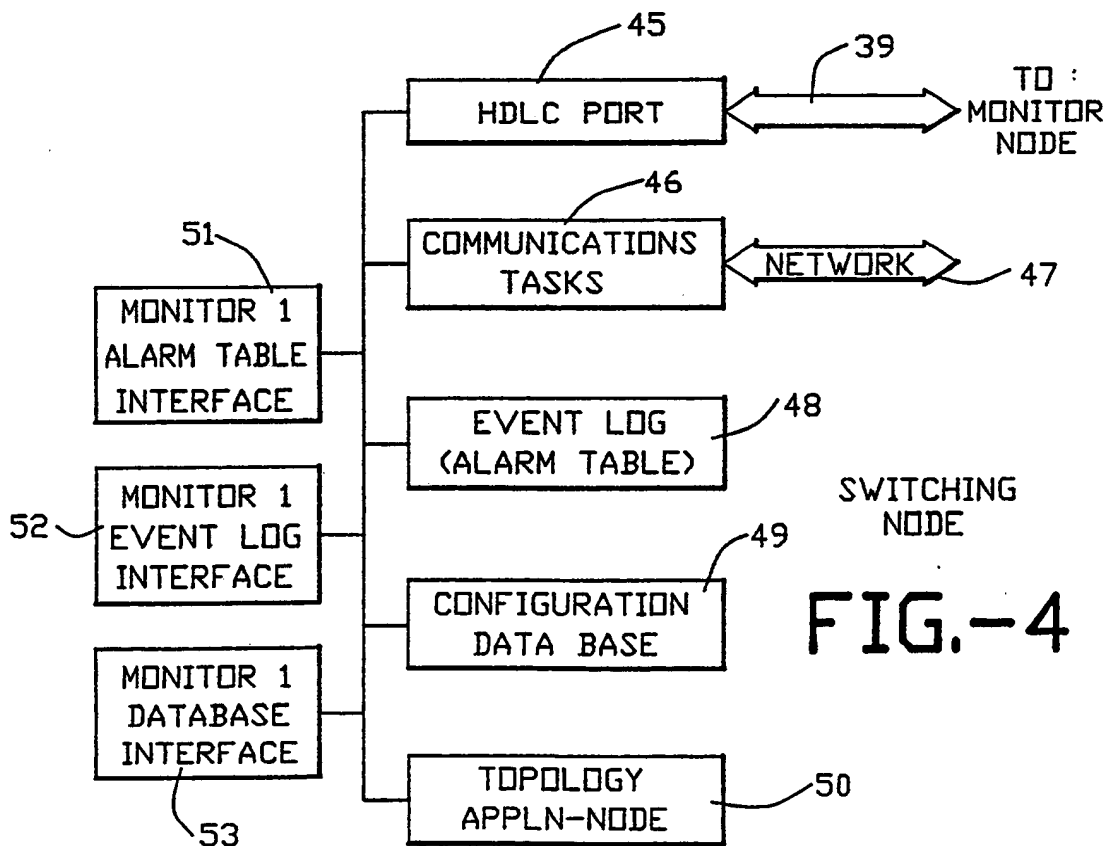 45
39
HDLC PORT
TO :
MONITOR
NODE
46
COMMUNICATIONS
TASKS
NETWORK
47
51
MONITOR 1
ALARM TABLE
INTERFACE
48
EVENT LOG
(ALARM TABLE)
SWITCHING
NODE
52
MONITOR 1
EVENT LOG
INTERFACE
49
CONFIGURATION
DATA BASE
FIG.-4
MONITOR 1
DATABASE
INTERFACE
53
TOPOLOGY
APPLN-NODE
50